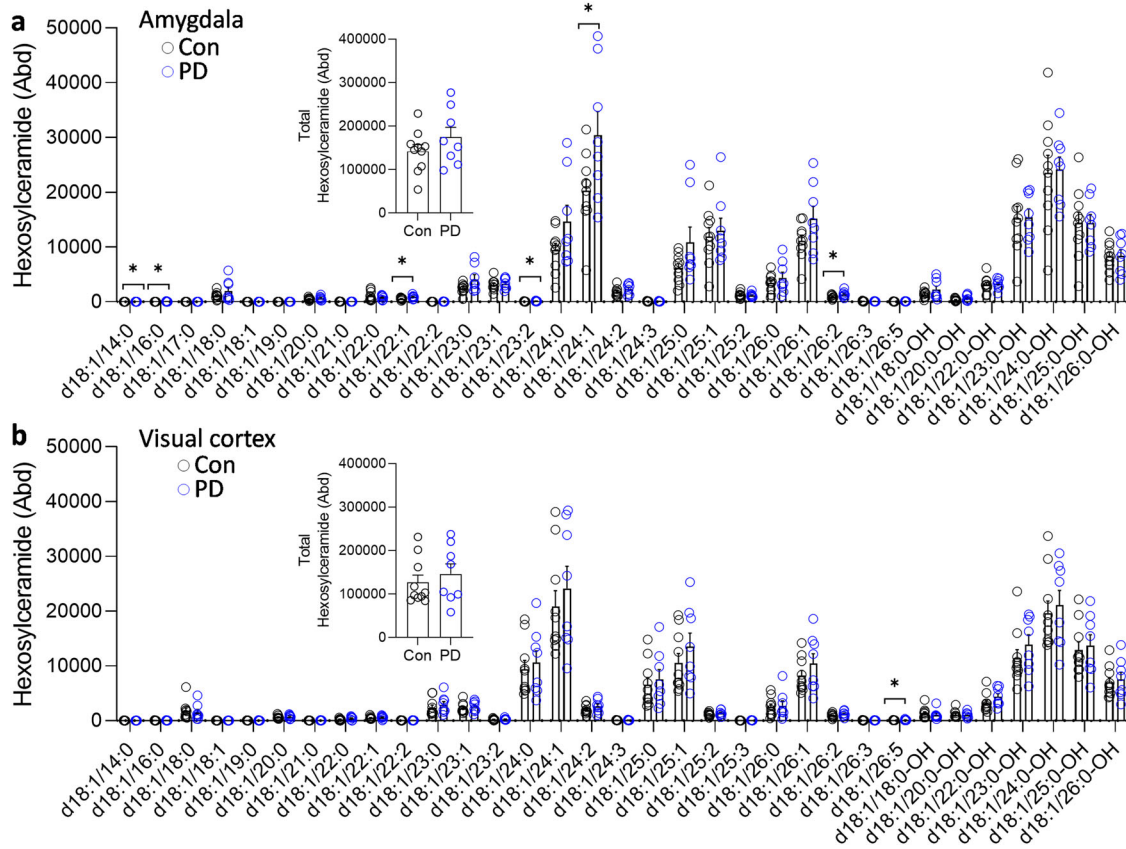 a
Amygdala
Con
PD
Hexosylceramide (Abd)
50000
40000
30000
20000
10000
0
Total
Hexosylceramide (Abd)
400000
300000
200000
100000
0
Con PD
* * * * * *
d18:1/14:0
d18:1/16:0
d18:1/17:0
d18:1/18:0
d18:1/18:1
d18:1/19:0
d18:1/20:0
d18:1/21:0
d18:1/22:0
d18:1/22:1
d18:1/22:2
d18:1/23:0
d18:1/23:1
d18:1/23:2
d18:1/24:0
d18:1/24:1
d18:1/24:2
d18:1/24:3
d18:1/25:0
d18:1/25:1
d18:1/25:2
d18:1/26:0
d18:1/26:1
d18:1/26:2
d18:1/26:3
d18:1/26:5
d18:1/18:0-OH
d18:1/20:0-OH
d18:1/22:0-OH
d18:1/23:0-OH
d18:1/24:0-OH
d18:1/25:0-OH
d18:1/26:0-OH
b
Visual cortex
Con
PD
Hexosylceramide (Abd)
50000
40000
30000
20000
10000
0
Total
Hexosylceramide (Abd)
400000
300000
200000
100000
0
Con PD
*
d18:1/14:0
d18:1/16:0
d18:1/18:0
d18:1/18:1
d18:1/19:0
d18:1/20:0
d18:1/21:0
d18:1/22:0
d18:1/22:1
d18:1/22:2
d18:1/23:0
d18:1/23:1
d18:1/23:2
d18:1/24:0
d18:1/24:1
d18:1/24:2
d18:1/24:3
d18:1/25:0
d18:1/25:1
d18:1/25:2
d18:1/25:3
d18:1/26:0
d18:1/26:1
d18:1/26:2
d18:1/26:3
d18:1/26:5
d18:1/18:0-OH
d18:1/20:0-OH
d18:1/22:0-OH
d18:1/23:0-OH
d18:1/24:0-OH
d18:1/25:0-OH
d18:1/26:0-OH